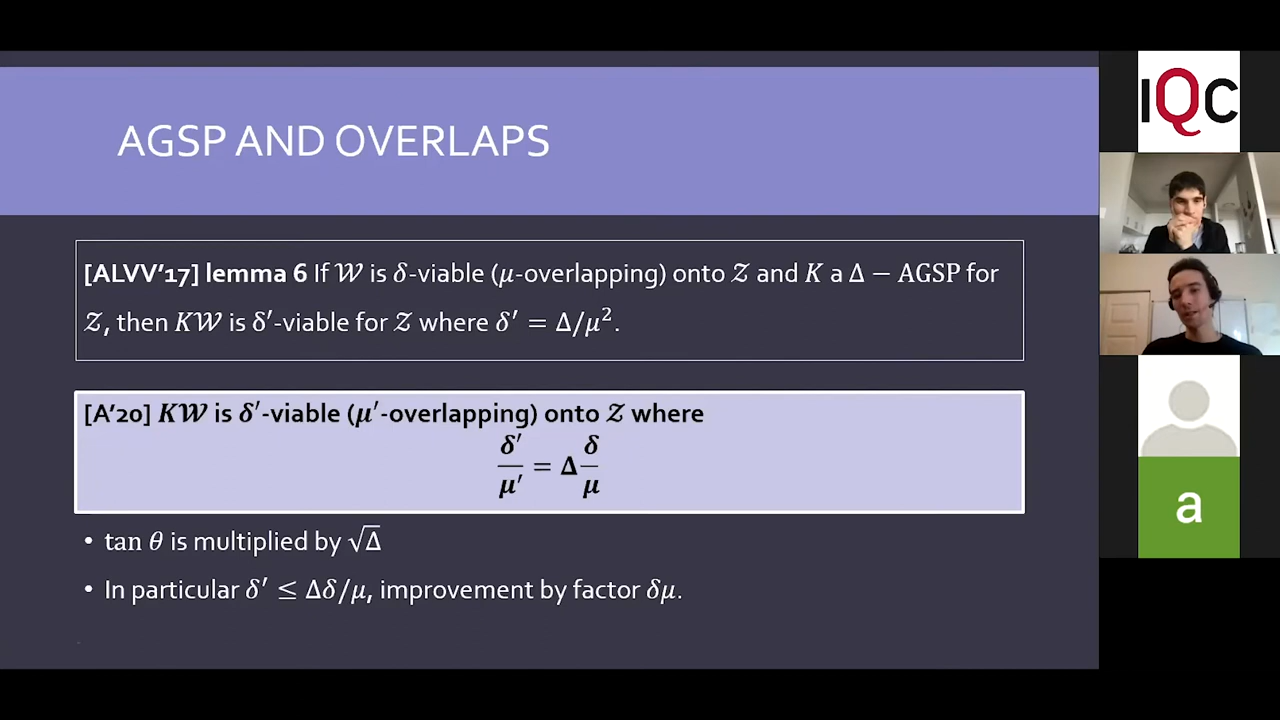 AGSP AND OVERLAPS
IQC
[ALVV'17] lemma 6 If 𝒲 is δ-viable (μ-overlapping) onto 𝒵 and K a Δ − AGSP for
𝒵, then K𝒲 is δ′-viable for 𝒵 where δ′ = Δ/μ².
[A'20] K𝒲 is δ′-viable (μ′-overlapping) onto 𝒵 where
δ′/μ′ = Δ δ/μ
• tan θ is multiplied by √Δ
• In particular δ′ ≤ Δδ/μ, improvement by factor δμ.
a